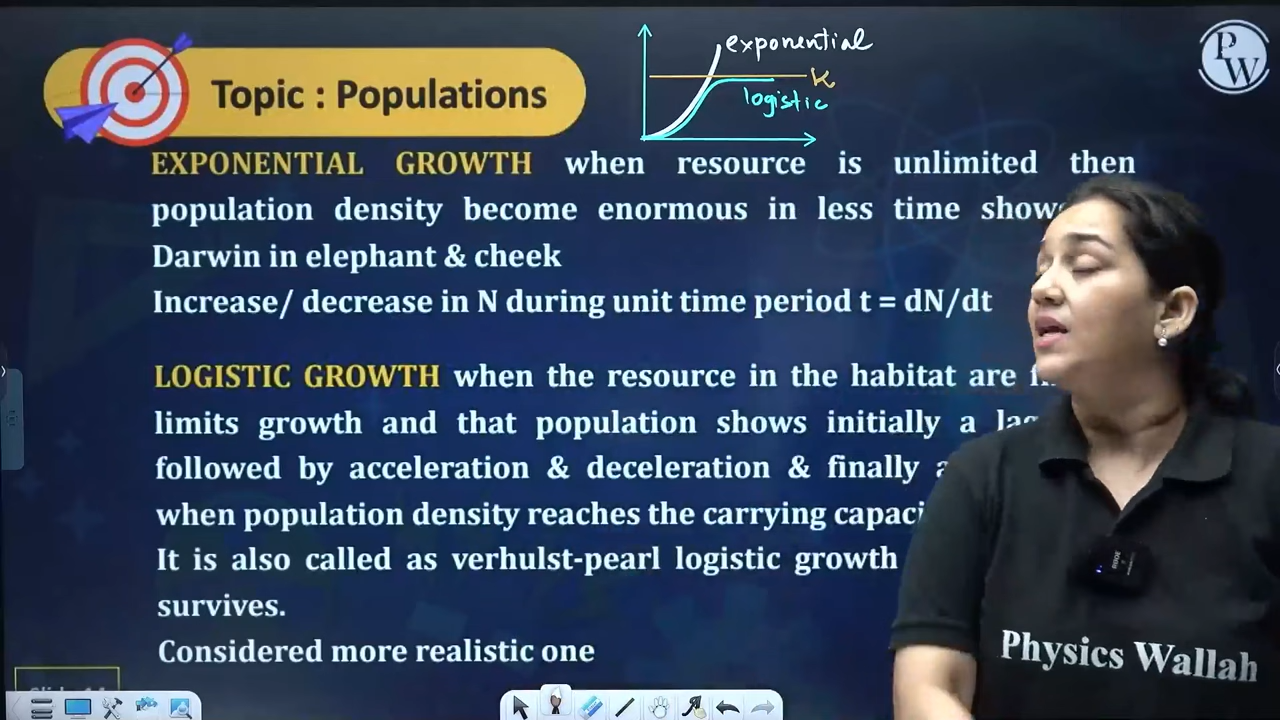 exponential
K
logistic
PW
Topic : Populations
EXPONENTIAL GROWTH when resource is unlimited then
population density become enormous in less time
Darwin in elephant & cheek
Increase/ decrease in N during unit time period t = dN/dt
LOGISTIC GROWTH when the resource in the habitat are
limits growth and that population shows initially a
followed by acceleration & deceleration & finally
when population density reaches the carrying
It is also called as verhulst-pearl logistic growth
survives.
Considered more realistic one
Physics Wallah